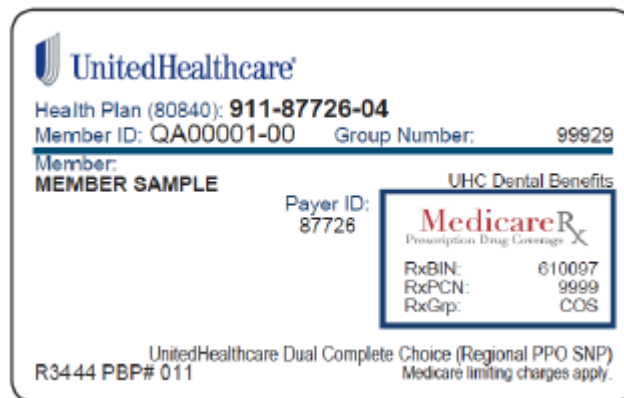 UnitedHealthcare®
Health Plan (80840): 911-87726-04
Member ID: QA00001-00 Group Number: 99929
Member:
MEMBER SAMPLE
UHC Dental Benefits
Payer ID:
87726
MedicareRx
Prescription Drug Coverage
RxBIN: 610097
RxPCN: 9999
RxGrp: COS
UnitedHealthcare Dual Complete Choice (Regional PPO SNP)
R3444 PBP# 011 Medicare limiting charges apply.